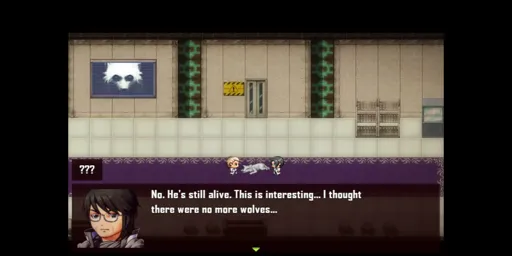 ???
No. He's still alive. This is interesting... I thought
there were no more wolves...